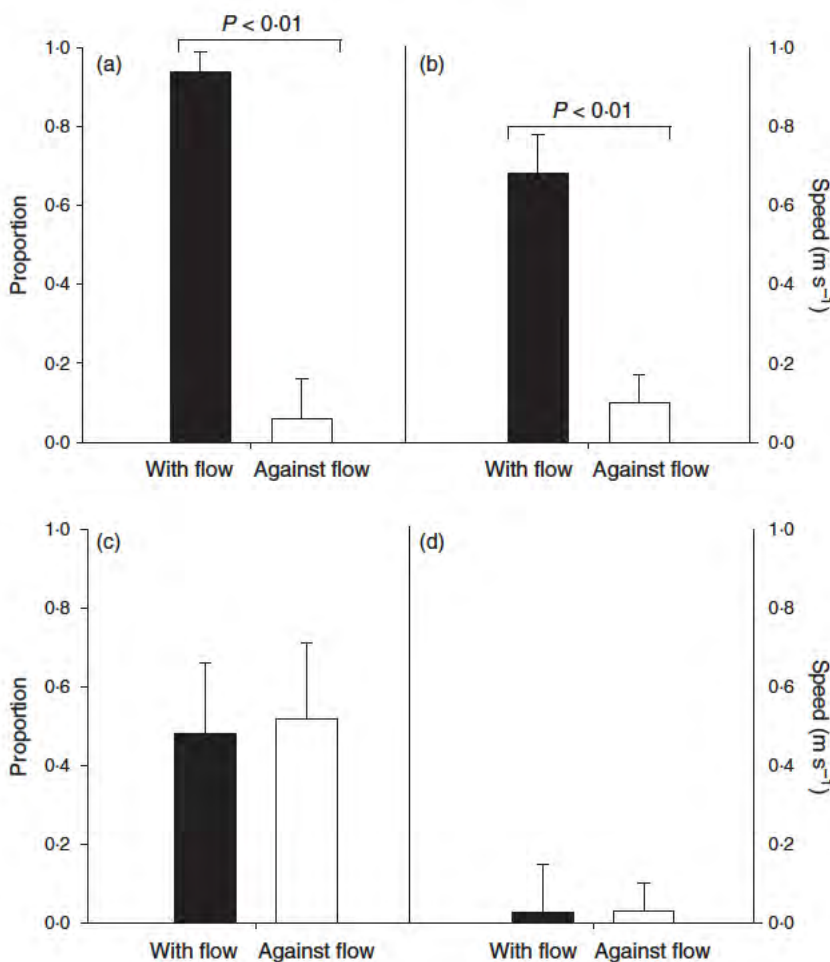 P < 0·01
(a)
(b)
P < 0·01
1·0
0·8
0·6
0·4
0·2
0·0
Proportion
1·0
0·8
0·6
0·4
0·2
0·0
Speed (m s⁻¹)
With flow Against flow
With flow Against flow
(c)
(d)
1·0
0·8
0·6
0·4
0·2
0·0
Proportion
1·0
0·8
0·6
0·4
0·2
0·0
Speed (m s⁻¹)
With flow Against flow
With flow Against flow